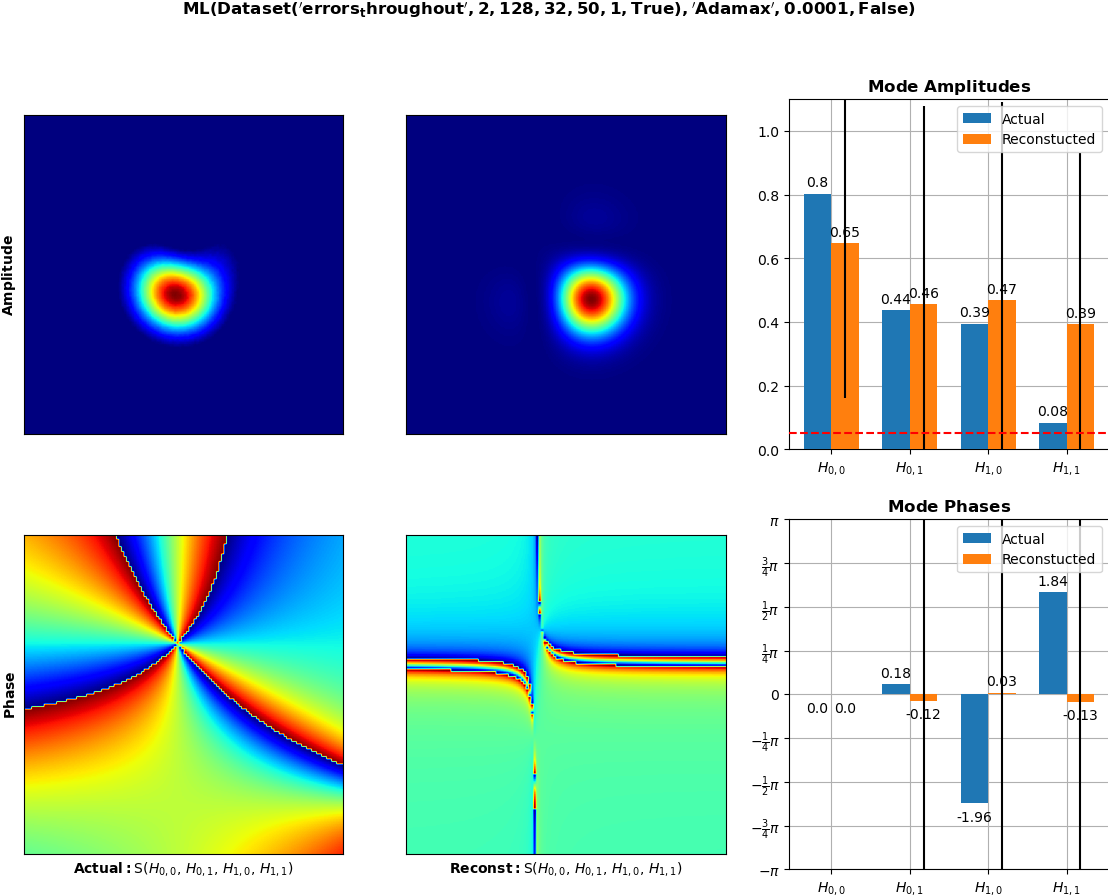 ML(Dataset('errors_throughout', 2, 128, 32, 50, 1, True), 'Adamax', 0.0001, False)
Amplitude
Mode Amplitudes
Actual
Reconstucted
1.0
0.8
0.6
0.4
0.2
0.0
0.8
0.65
0.44
0.46
0.39
0.47
0.08
0.39
H0,0
H0,1
H1,0
H1,1
Phase
Actual: S(H0,0, H0,1, H1,0, H1,1)
Reconst: S(H0,0, H0,1, H1,0, H1,1)
Mode Phases
Actual
Reconstucted
π
3/4π
1/2π
1/4π
0
−1/4π
−1/2π
−3/4π
−π
0.0
0.0
0.18
-0.12
-1.96
0.03
1.84
-0.13
H0,0
H0,1
H1,0
H1,1